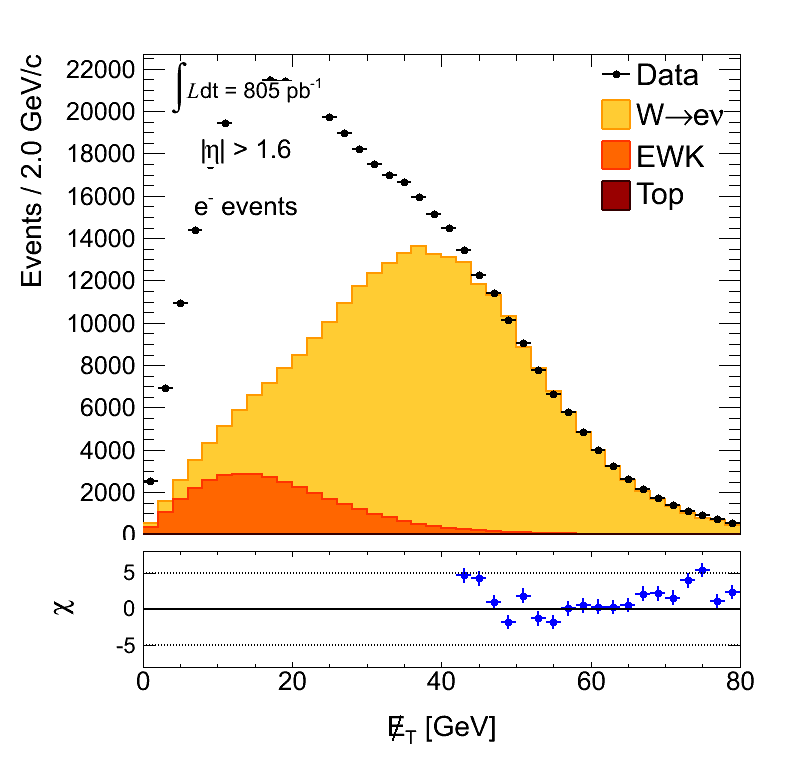 Events / 2.0 GeV/c
22000
20000
18000
16000
14000
12000
10000
8000
6000
4000
2000
0
∫Ldt = 805 pb⁻¹
|η| > 1.6
e⁻ events
Data
W→eν
EWK
Top
χ
5
0
-5
0 20 40 60 80
E̸_T [GeV]